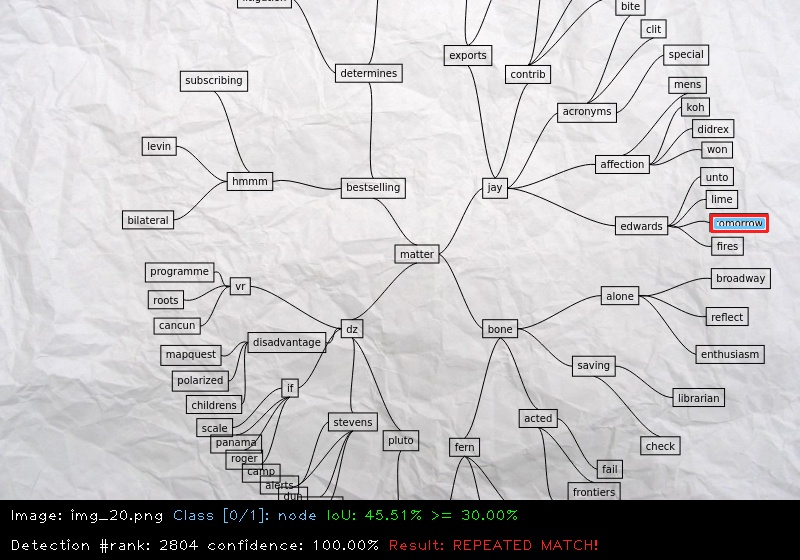 bite
clit
exports
special
determines
contrib
subscribing
mens
koh
acronyms
didrex
levin
won
affection
unto
hmmm
bestselling
jay
lime
bilateral
edwards
tomorrow
fires
matter
programme
vr
broadway
roots
alone
reflect
cancun
dz
bone
disadvantage
mapquest
enthusiasm
saving
polarized
if
librarian
childrens
acted
stevens
scale
pluto
panama
fern
check
roger
camp
fail
alerts
frontiers
Image: img_20.png Class [0/1]: node IoU: 45.51% >= 30.00%
Detection #rank: 2804 confidence: 100.00% Result: REPEATED MATCH!